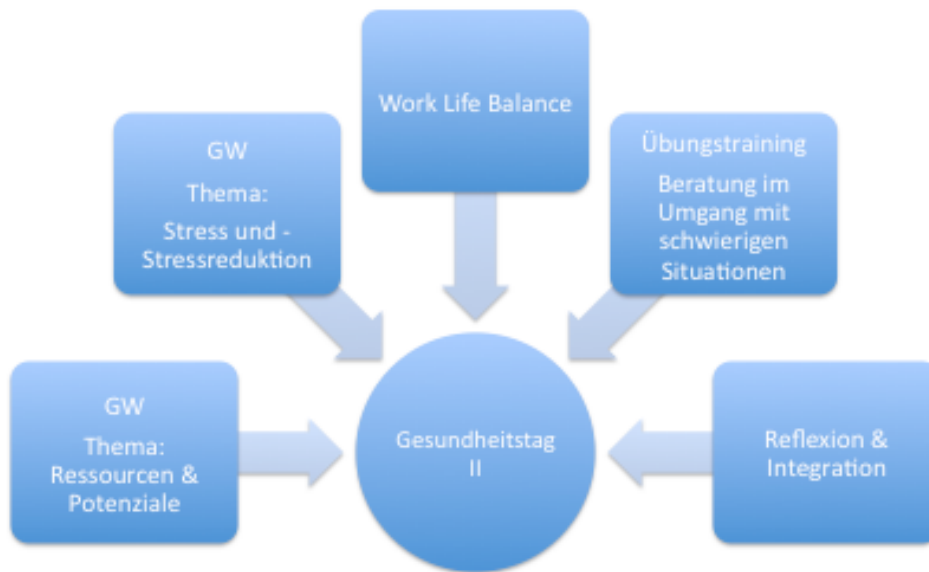 Work Life Balance
GW
Thema:
Stress und -
Stressreduktion
Übungstraining
Beratung im
Umgang mit
schwierigen
Situationen
GW
Thema:
Ressourcen &
Potenziale
Gesundheitstag
II
Reflexion &
Integration